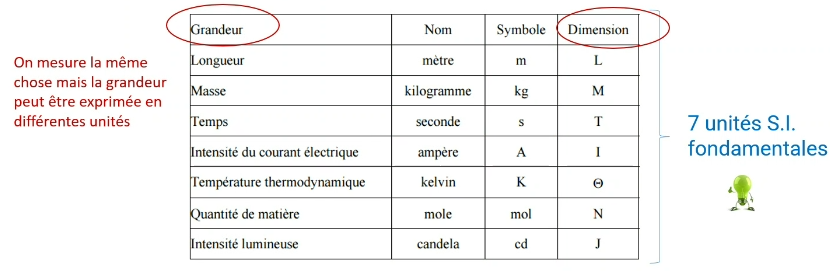 On mesure la même
chose mais la grandeur
peut être exprimée en
différentes unités
Grandeur Nom Symbole Dimension
Longueur mètre m L
Masse kilogramme kg M
Temps seconde s T
Intensité du courant électrique ampère A I
Température thermodynamique kelvin K Θ
Quantité de matière mole mol N
Intensité lumineuse candela cd J
7 unités S.I.
fondamentales